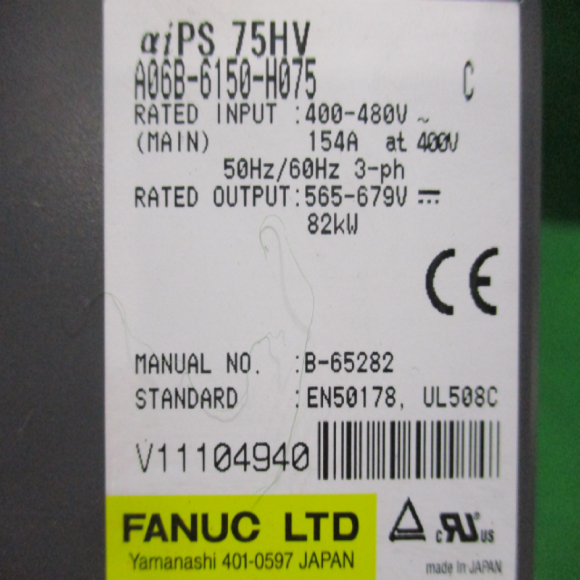 αiPS 75HV
A06B-6150-H075 C
RATED INPUT :400-480V ~
(MAIN) 154A at 400V
50Hz/60Hz 3-ph
RATED OUTPUT:565-679V ⎓
82kW
CE
MANUAL NO. :B-65282
STANDARD :EN50178, UL508C
V11104940
FANUC LTD
Yamanashi 401-0597 JAPAN
c RU US
made in JAPAN